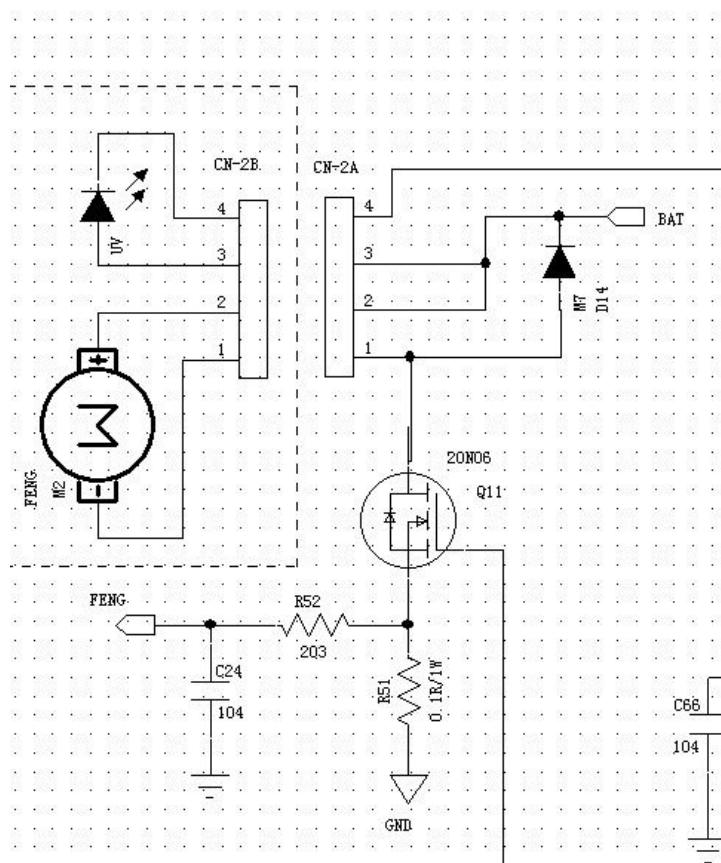 CN-2B
CN-2A
4
3
2
1
UV
4
3
2
1
BAT
M7
D14
+
M
-
FENG
M2
20N06
Q11
FENG
R52
203
C24
104
R51
0.1R/1W
GND
C66
104